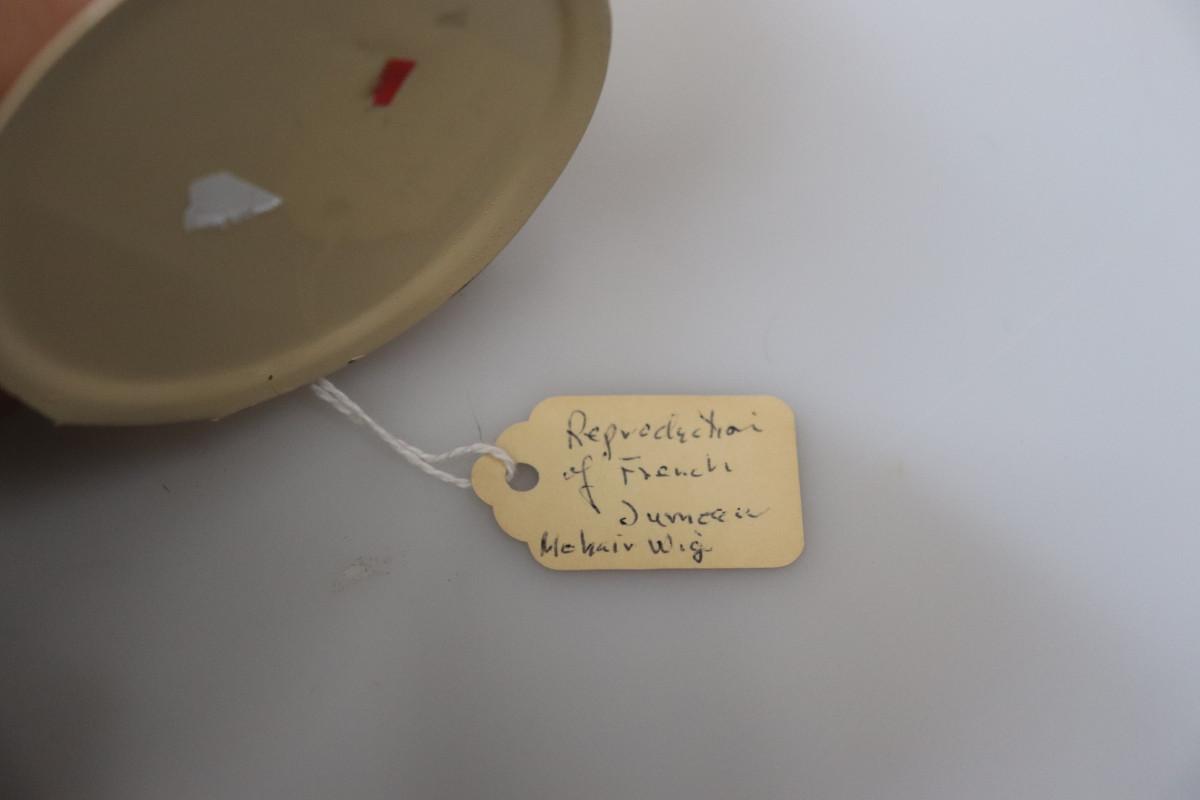 Reproduction
of French
Jumeau
Mohair Wig